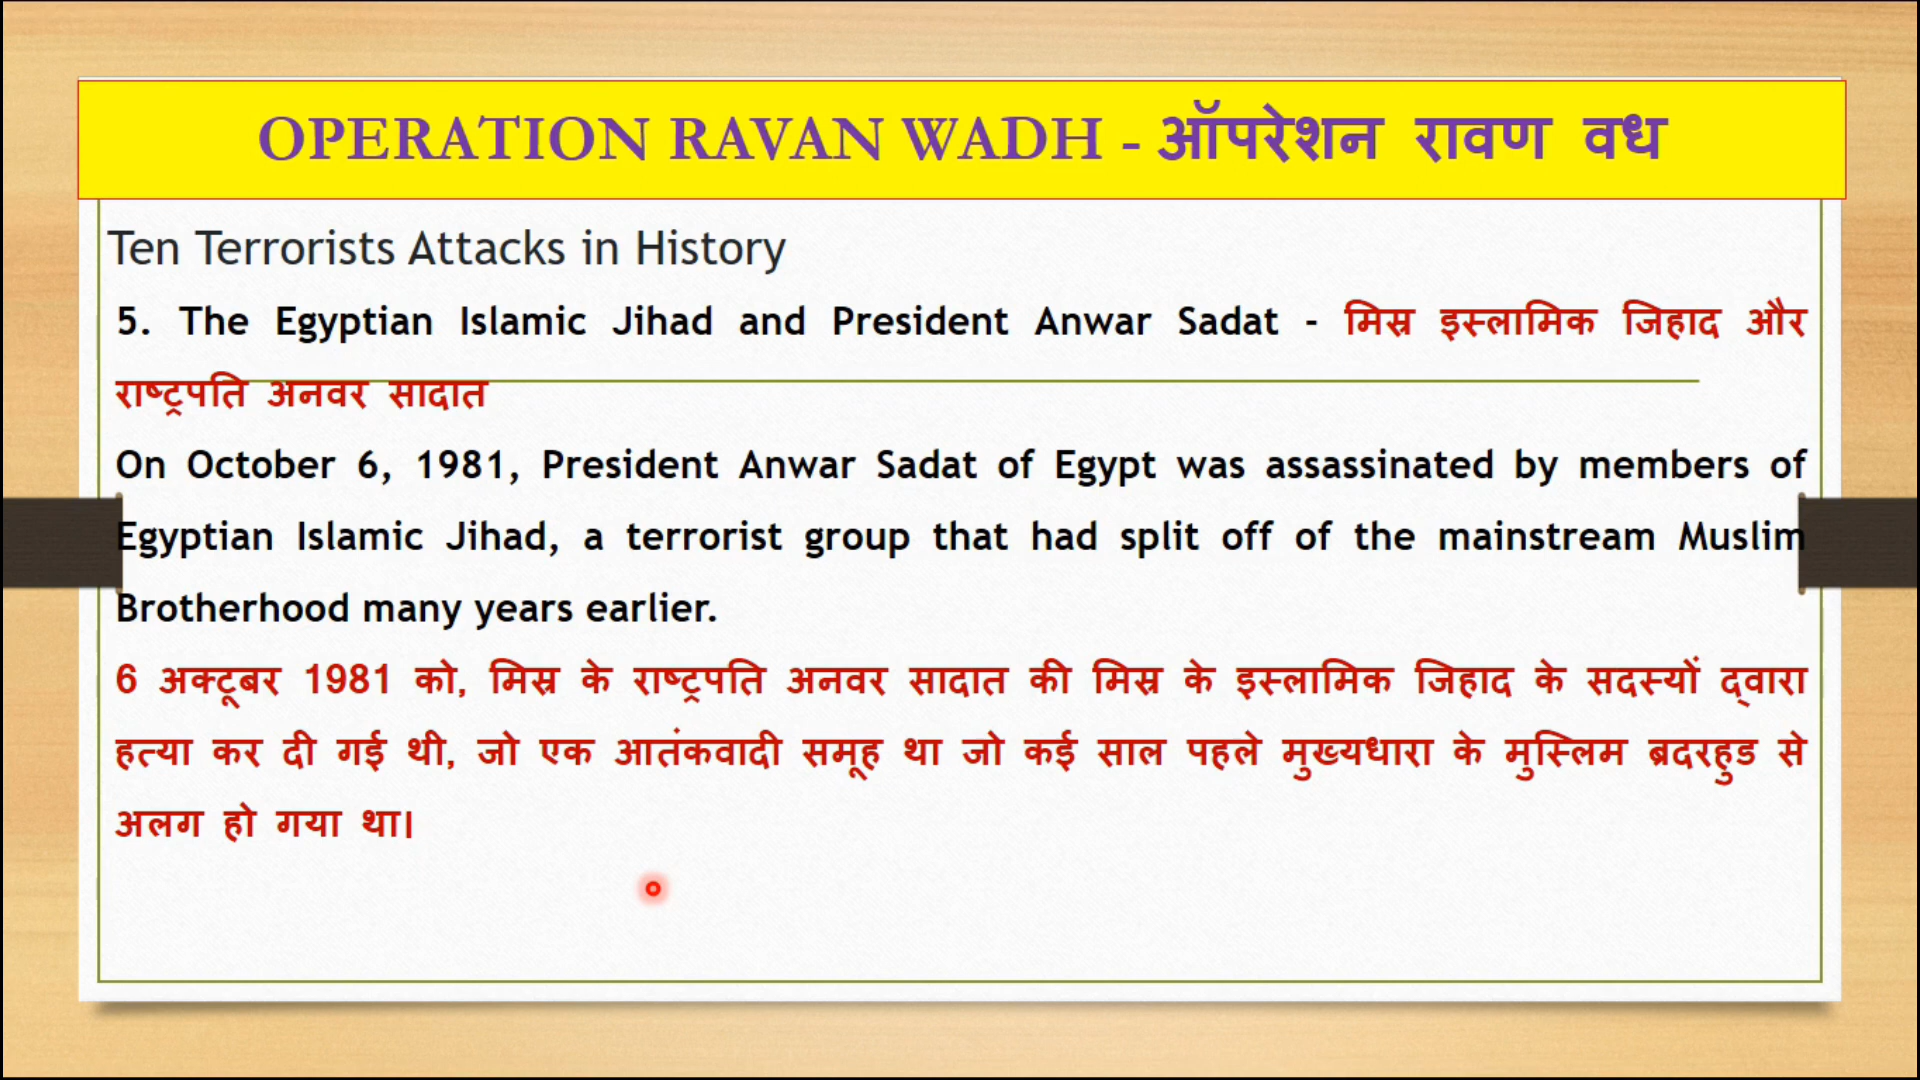 OPERATION RAVAN WADH - ऑपरेशन रावण वध
Ten Terrorists Attacks in History
5. The Egyptian Islamic Jihad and President Anwar Sadat - मिस्र इस्लामिक जिहाद और
राष्ट्रपति अनवर सादात
On October 6, 1981, President Anwar Sadat of Egypt was assassinated by members of
Egyptian Islamic Jihad, a terrorist group that had split off of the mainstream Muslim
Brotherhood many years earlier.
6 अक्टूबर 1981 को, मिस्र के राष्ट्रपति अनवर सादात की मिस्र के इस्लामिक जिहाद के सदस्यों द्वारा
हत्या कर दी गई थी, जो एक आतंकवादी समूह था जो कई साल पहले मुख्यधारा के मुस्लिम ब्रदरहुड से
अलग हो गया था।